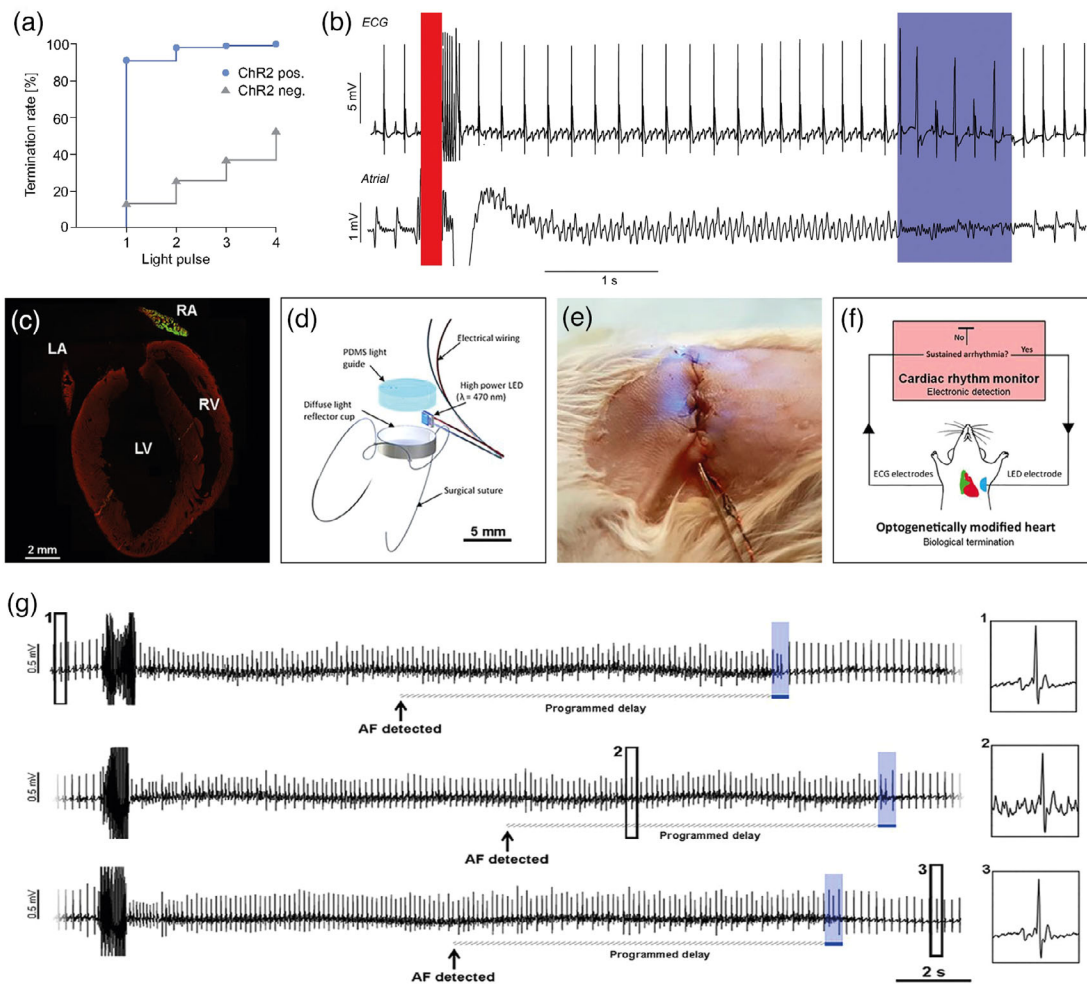 (a)
100
80
60
40
20
0
Termination rate [%]
ChR2 pos.
ChR2 neg.
1 2 3 4
Light pulse
(b)
ECG
5 mV
Atrial
1 mV
1 s
(c)
RA
LA
RV
LV
2 mm
(d)
Electrical wiring
PDMS light
guide
High power LED
(λ = 470 nm)
Diffuse light
reflector cup
Surgical suture
5 mm
(e)
(f)
No
Sustained arrhythmia?
Yes
Cardiac rhythm monitor
Electronic detection
ECG electrodes
LED electrode
Optogenetically modified heart
Biological termination
(g)
1
0.5 mV
Programmed delay
AF detected
1
2
0.5 mV
Programmed delay
AF detected
2
3
0.5 mV
Programmed delay
AF detected
2 s
3